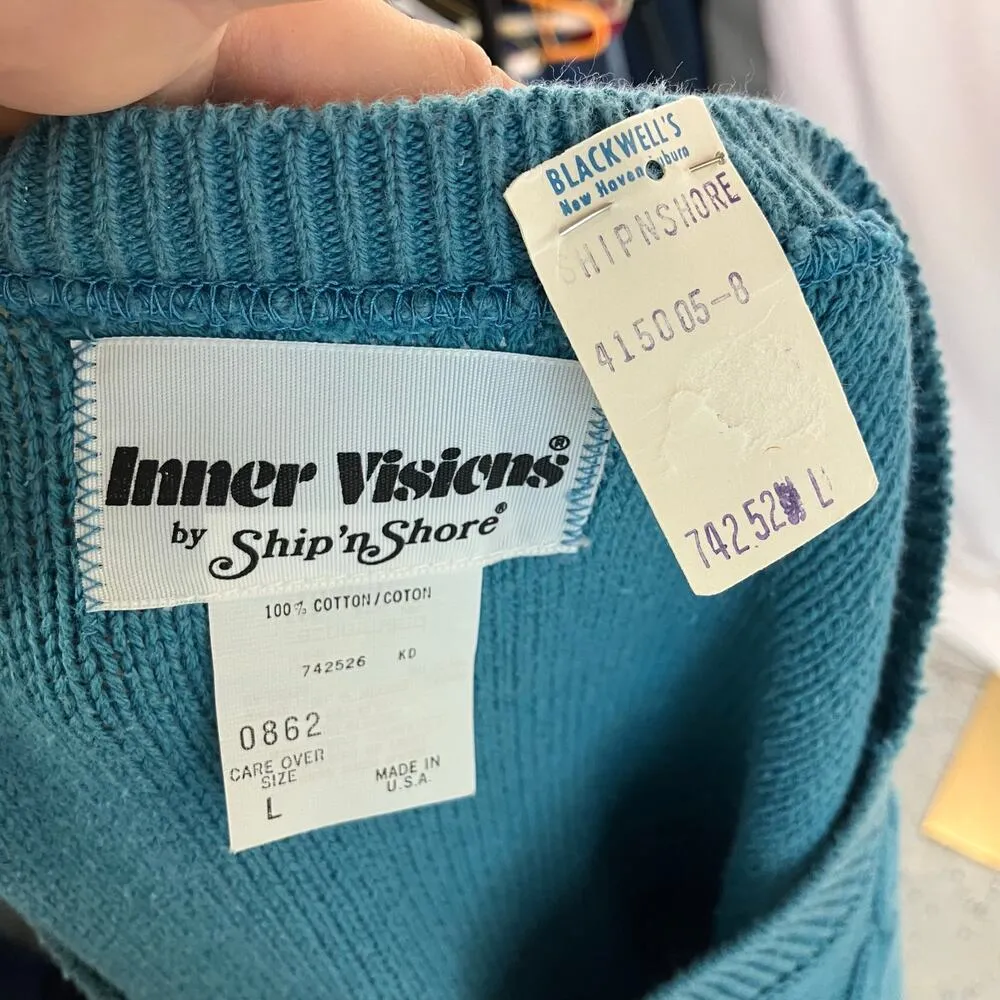 BLACKWELL'S
New Haven Auburn
SHIPNSHORE
415005-8
L
Inner Visions®
by Ship'nShore®
100% COTTON/COTON
742526 KD
0862
CARE OVER
SIZE
L
MADE IN
U.S.A.